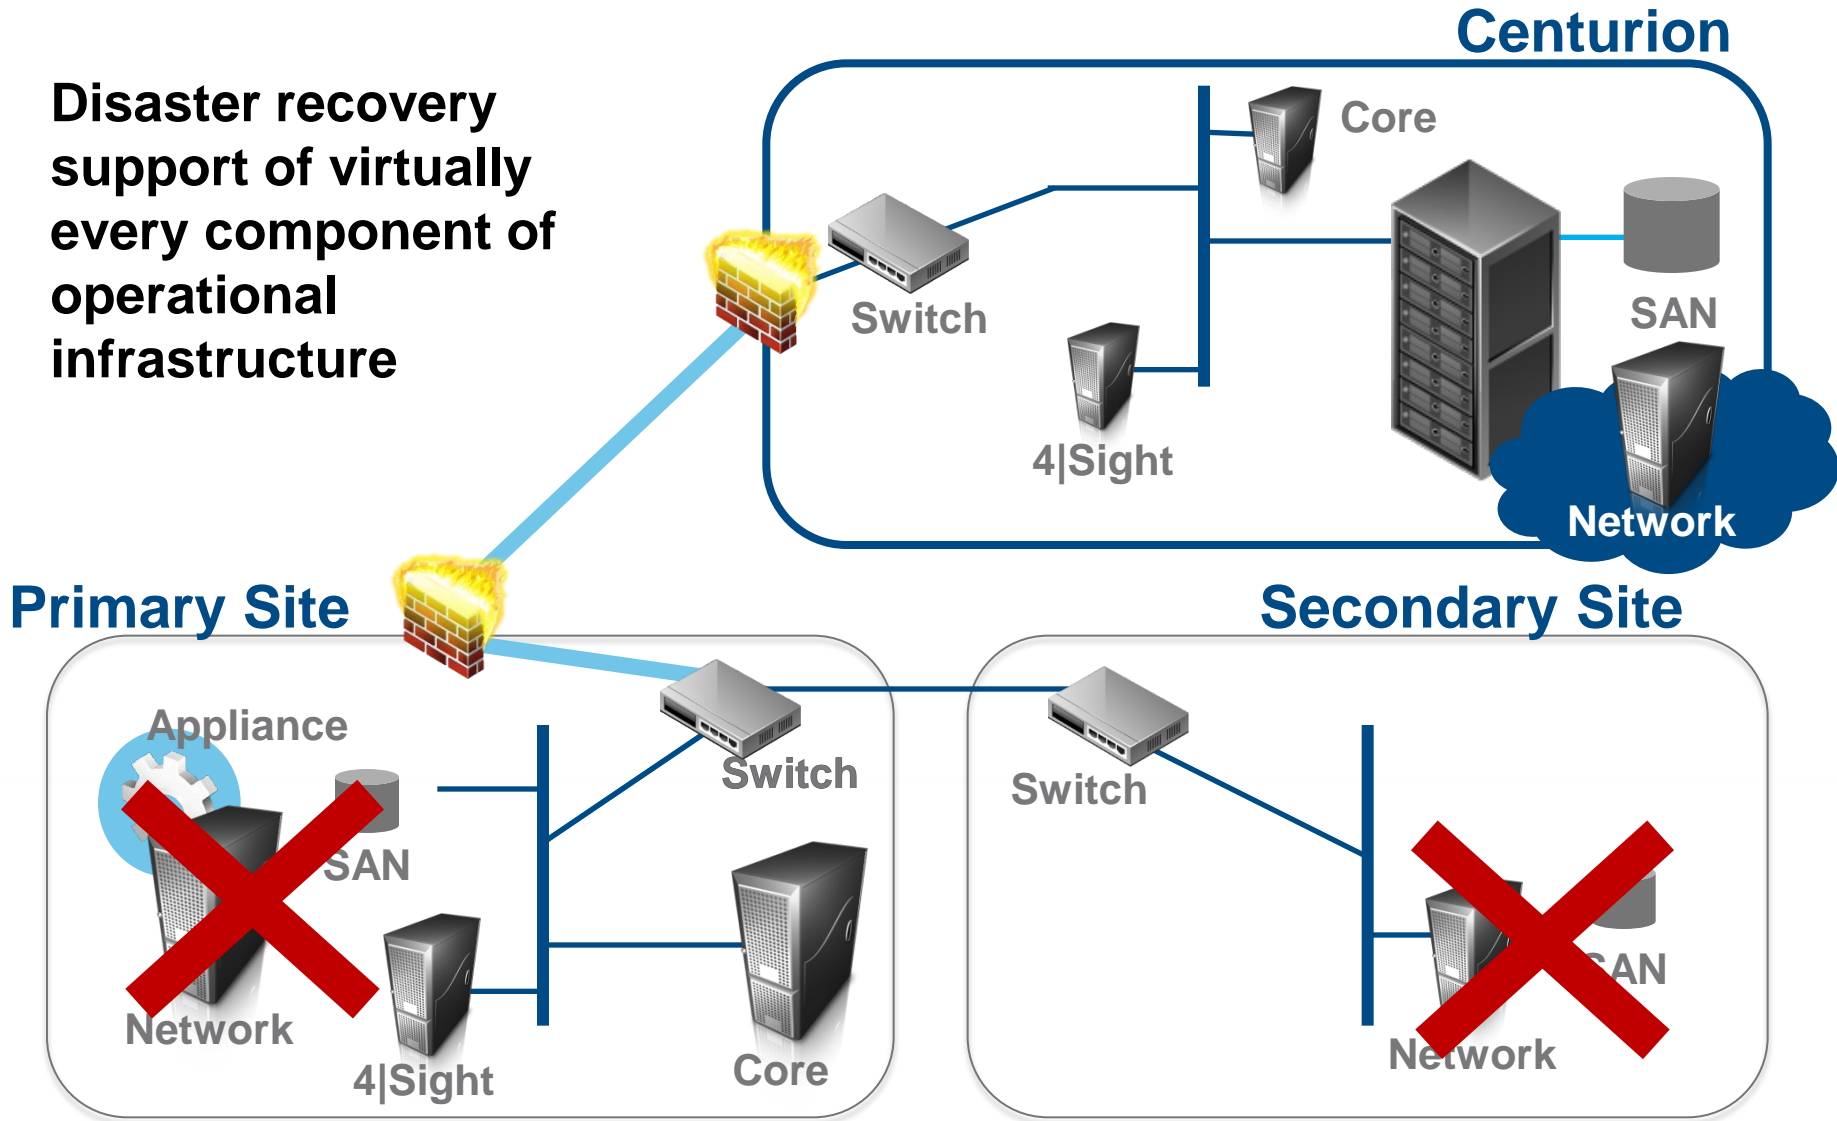 Centurion
Disaster recovery
support of virtually
every component of
operational
infrastructure
Core
Switch
SAN
4|Sight
Network
Primary Site
Secondary Site
Appliance
Switch
Switch
SAN
SAN
Network
Network
4|Sight
Core